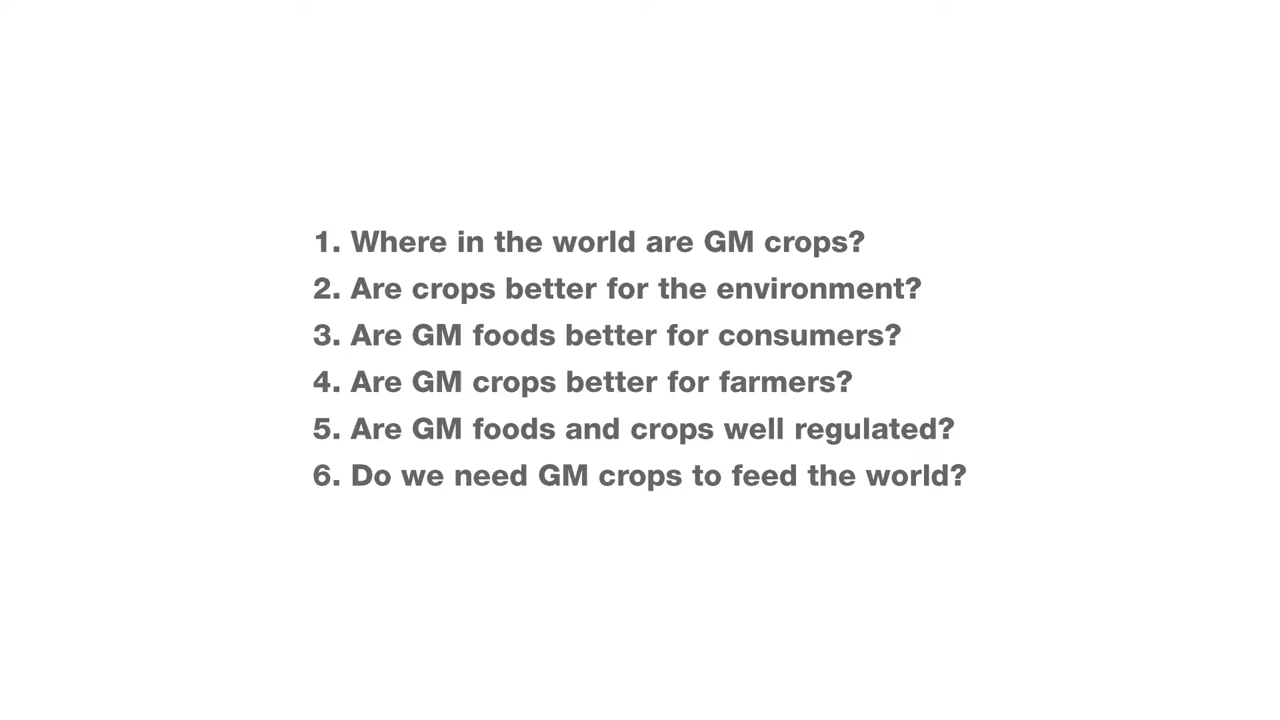 1. Where in the world are GM crops?
2. Are crops better for the environment?
3. Are GM foods better for consumers?
4. Are GM crops better for farmers?
5. Are GM foods and crops well regulated?
6. Do we need GM crops to feed the world?